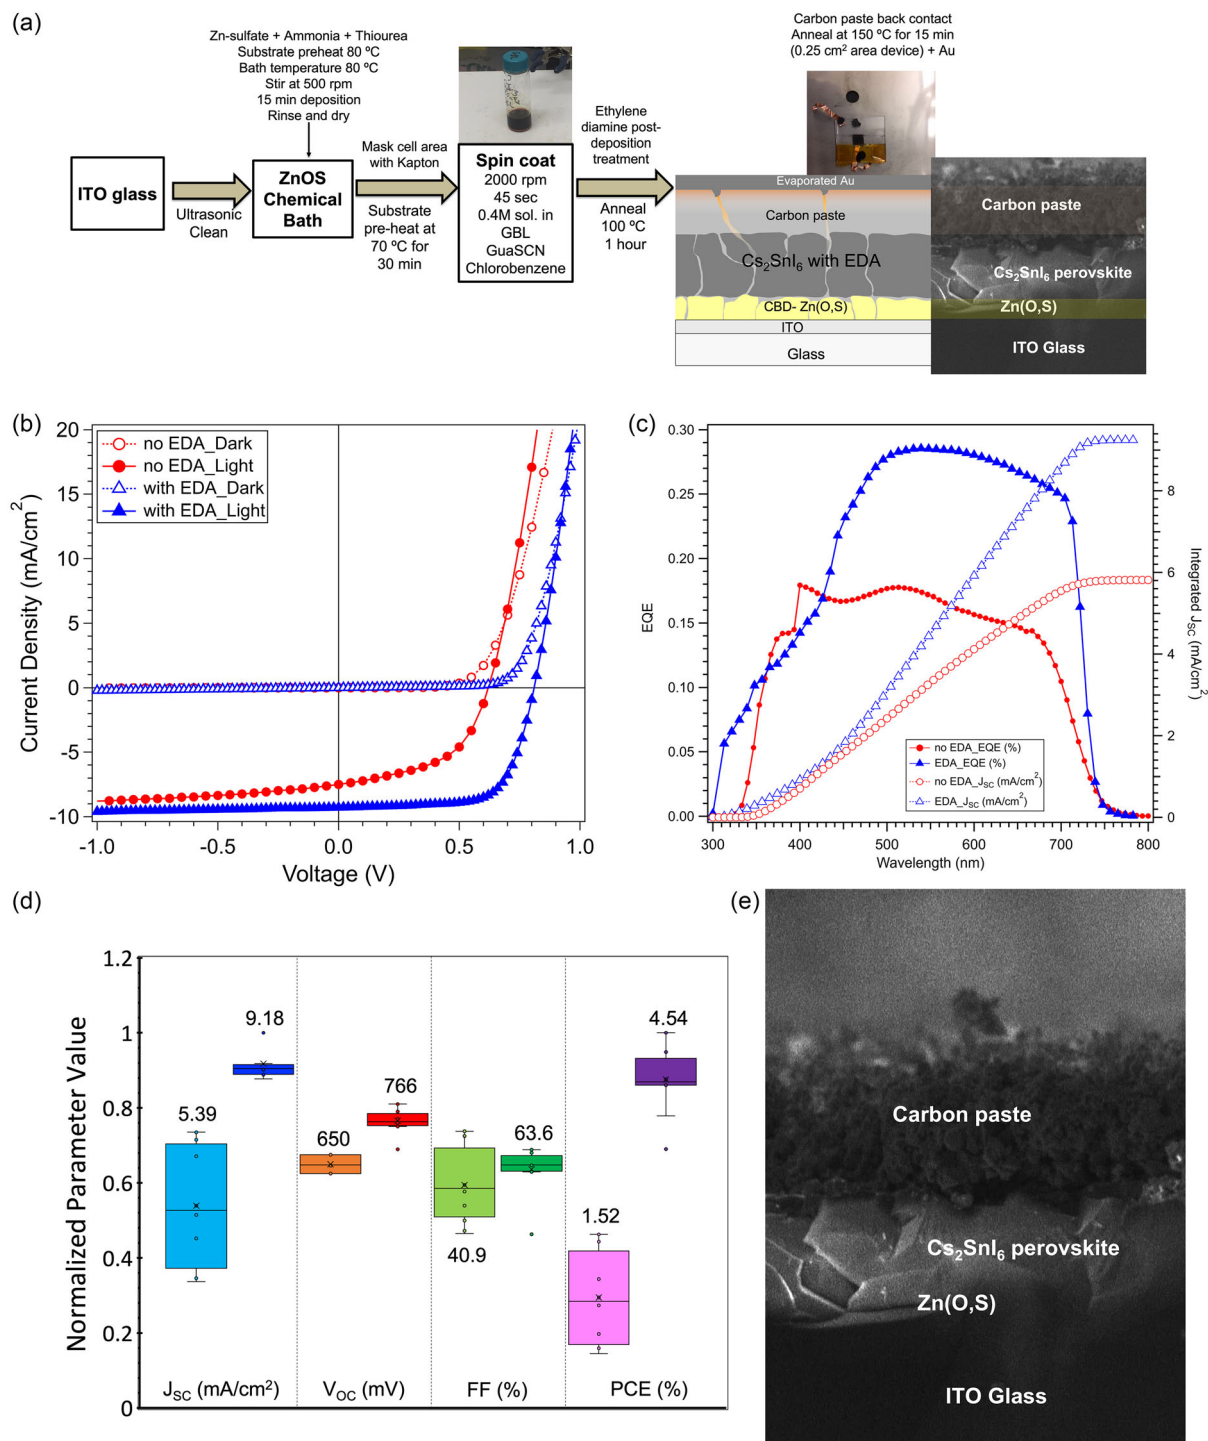 (a)
Zn-sulfate + Ammonia + Thiourea
Substrate preheat 80 ºC
Bath temperature 80 ºC
Stir at 500 rpm
15 min deposition
Rinse and dry
ITO glass
Ultrasonic
Clean
ZnOS
Chemical
Bath
Mask cell area
with Kapton
Substrate
pre-heat at
70 ºC for
30 min
Spin coat
2000 rpm
45 sec
0.4M sol. in
GBL
GuaSCN
Chlorobenzene
Ethylene
diamine post-
deposition
treatment
Anneal
100 ºC
1 hour
Carbon paste back contact
Anneal at 150 ºC for 15 min
(0.25 cm² area device) + Au
Evaporated Au
Carbon paste
Cs₂SnI₆ with EDA
CBD- Zn(O,S)
ITO
Glass
Carbon paste
Cs₂SnI₆ perovskite
Zn(O,S)
ITO Glass
(b)
no EDA_Dark
no EDA_Light
with EDA_Dark
with EDA_Light
Current Density (mA/cm²)
20
15
10
5
0
-5
-10
-1.0
-0.5
0.0
0.5
1.0
Voltage (V)
(c)
EQE
0.30
0.25
0.20
0.15
0.10
0.05
0.00
300
400
500
600
700
800
Wavelength (nm)
8
6
4
2
0
Integrated J_SC (mA/cm²)
no EDA_EQE (%)
EDA_EQE (%)
no EDA_J_SC (mA/cm²)
EDA_J_SC (mA/cm²)
(d)
Normalized Parameter Value
1.2
1
0.8
0.6
0.4
0.2
0
5.39
9.18
650
766
40.9
63.6
1.52
4.54
J_SC (mA/cm²)
V_OC (mV)
FF (%)
PCE (%)
(e)
Carbon paste
Cs₂SnI₆ perovskite
Zn(O,S)
ITO Glass